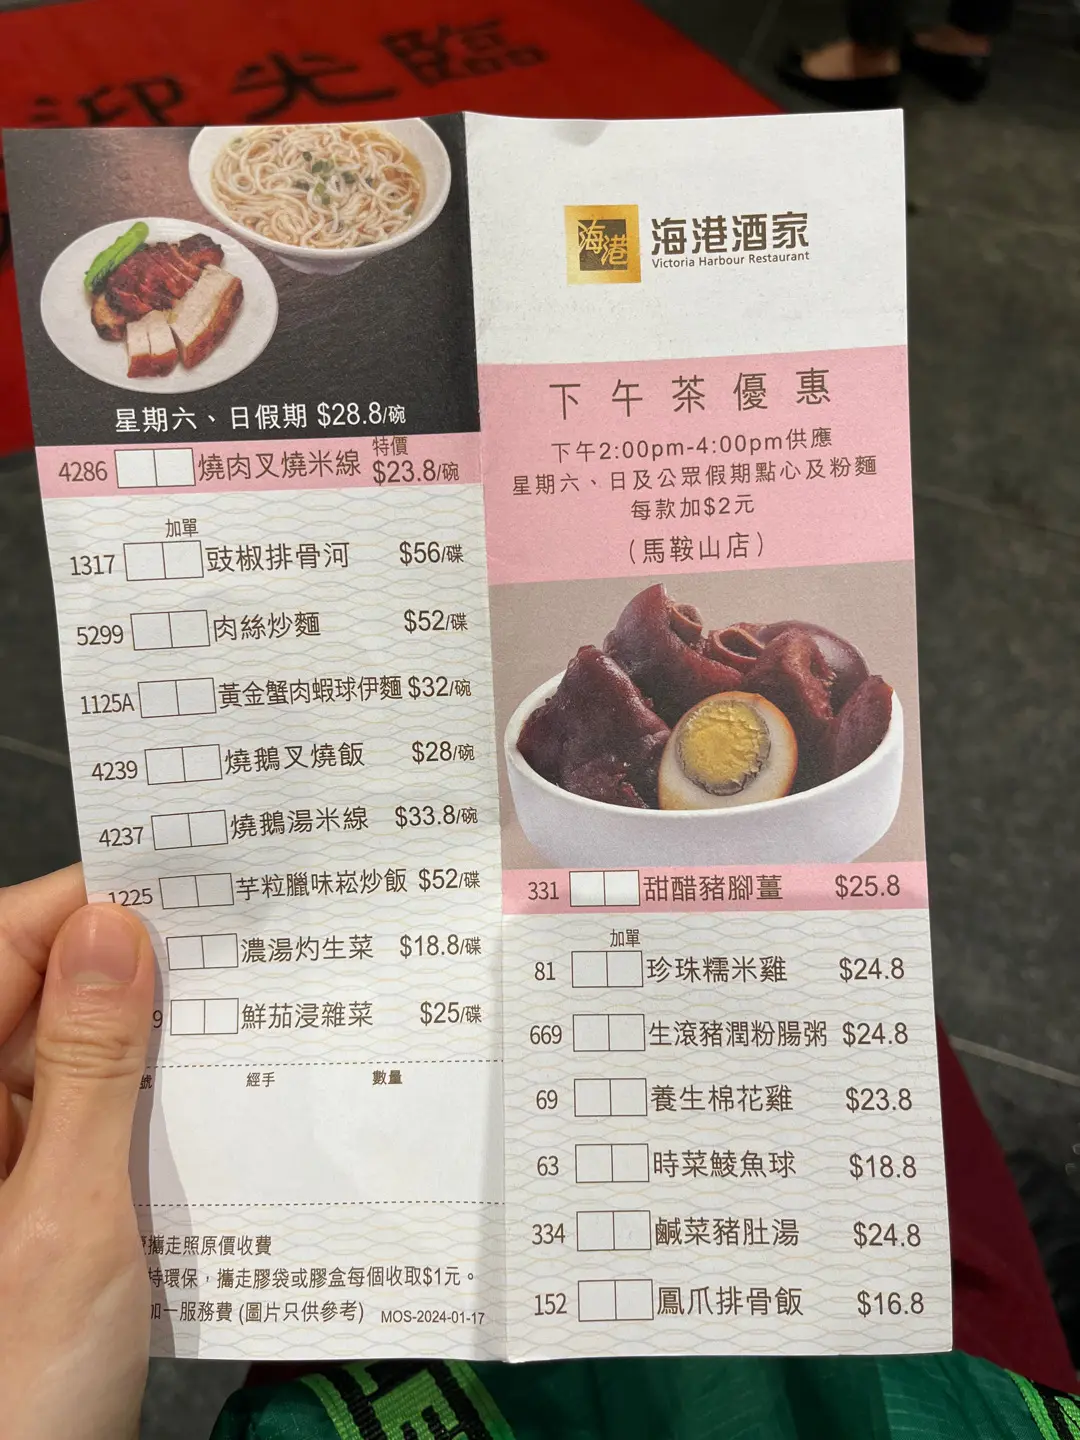 迎光臨
星期六、日假期 $28.8/碗
4286 燒肉叉燒米線 特價 $23.8/碗
加單
1317 豉椒排骨河 $56/碟
5299 肉絲炒麵 $52/碟
1125A 黃金蟹肉蝦球伊麵 $32/碗
4239 燒鵝叉燒飯 $28/碗
4237 燒鵝湯米線 $33.8/碗
1225 芋粒臘味崧炒飯 $52/碟
濃湯灼生菜 $18.8/碟
9 鮮茄浸雜菜 $25/碟
號 經手 數量
攜走照原價收費
持環保，攜走膠袋或膠盒每個收取$1元。
加一服務費 (圖片只供參考) MOS-2024-01-17
海港
海港酒家
Victoria Harbour Restaurant
下午茶優惠
下午2:00pm-4:00pm供應
星期六、日及公眾假期點心及粉麵
每款加$2元
（馬鞍山店）
331 甜醋豬腳薑 $25.8
加單
81 珍珠糯米雞 $24.8
669 生滾豬潤粉腸粥 $24.8
69 養生棉花雞 $23.8
63 時菜鯪魚球 $18.8
334 鹹菜豬肚湯 $24.8
152 鳳爪排骨飯 $16.8